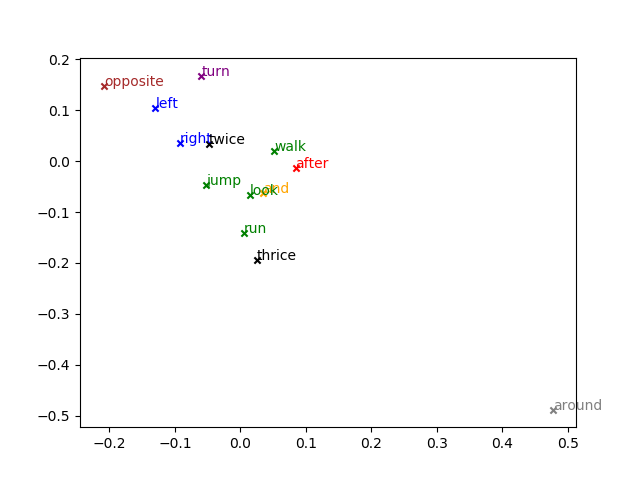 0.2
0.1
0.0
−0.1
−0.2
−0.3
−0.4
−0.5
turn
opposite
left
right
twice
walk
after
jump
look
and
run
thrice
around
−0.2 −0.1 0.0 0.1 0.2 0.3 0.4 0.5